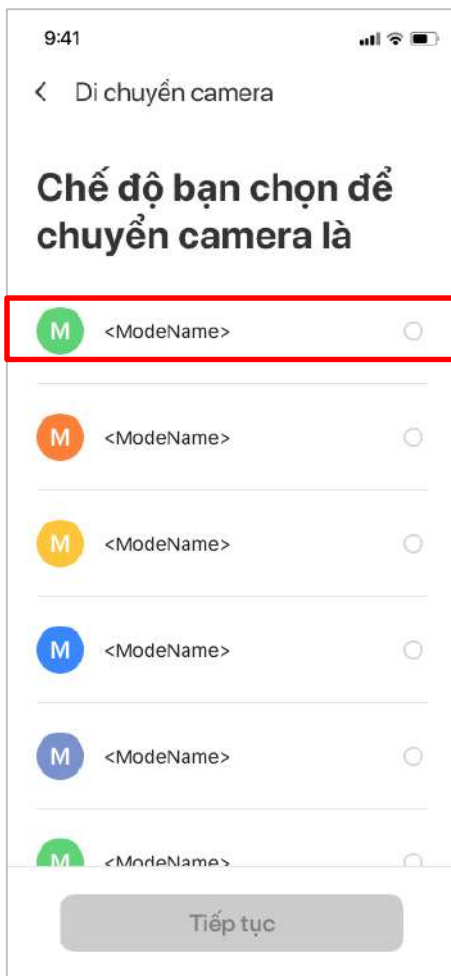 9:41
Di chuyển camera
Chế độ bạn chọn để
chuyển camera là
M <ModeName>
M <ModeName>
M <ModeName>
M <ModeName>
M <ModeName>
M <ModeName>
Tiếp tục